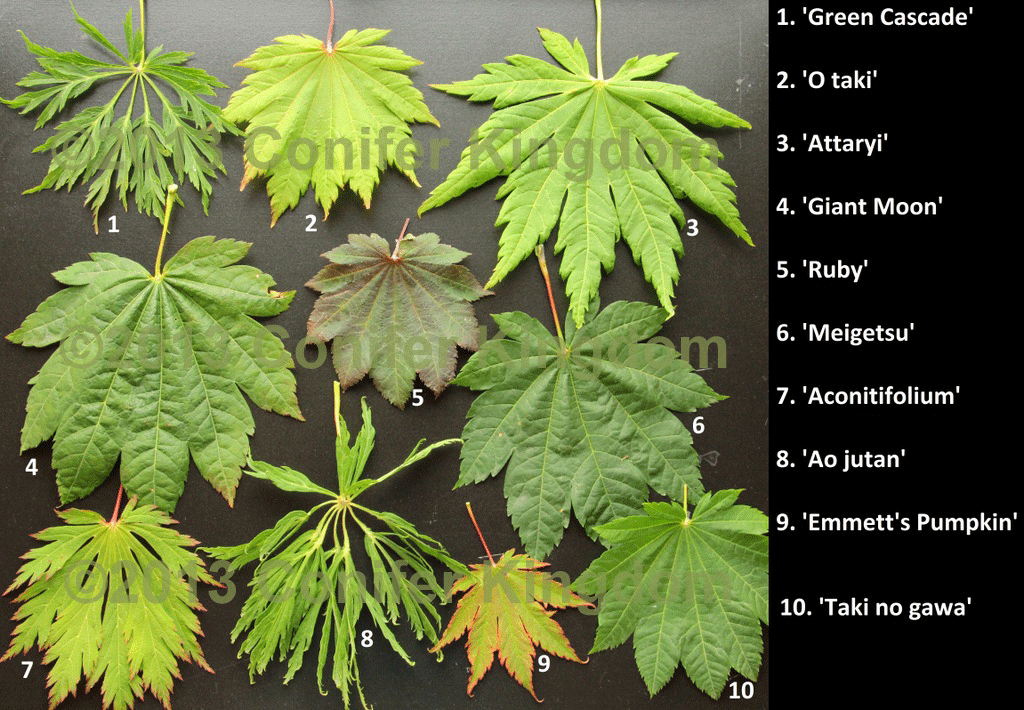 ©2013 Conifer Kingdom
1
2
3
©2013 Conifer Kingdom
4
5
6
©2013 Conifer Kingdom
7
8
9
10
1. 'Green Cascade'
2. 'O taki'
3. 'Attaryi'
4. 'Giant Moon'
5. 'Ruby'
6. 'Meigetsu'
7. 'Aconitifolium'
8. 'Ao jutan'
9. 'Emmett's Pumpkin'
10. 'Taki no gawa'